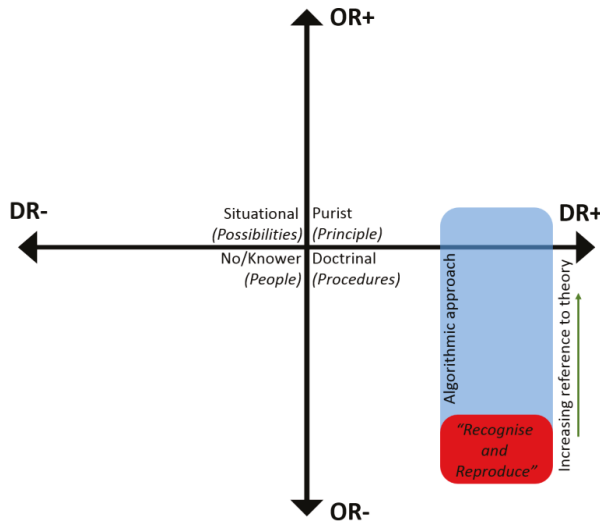 OR+
DR-
DR+
Situational
(Possibilities)
Purist
(Principle)
No/Knower
(People)
Doctrinal
(Procedures)
Algorithmic approach
Increasing reference to theory
“Recognise
and
Reproduce”
OR-